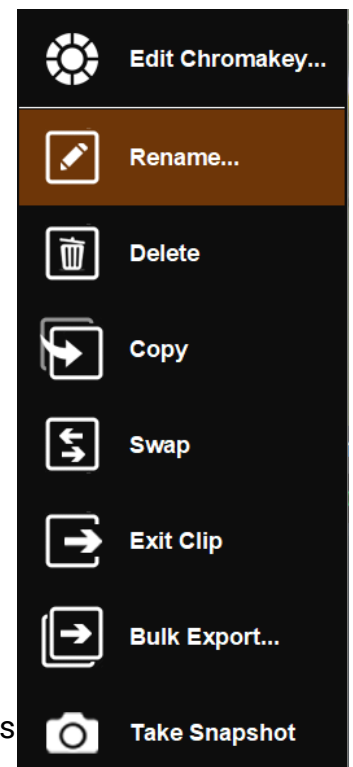 Edit Chromakey...
Rename...
Delete
Copy
Swap
Exit Clip
Bulk Export...
s
Take Snapshot